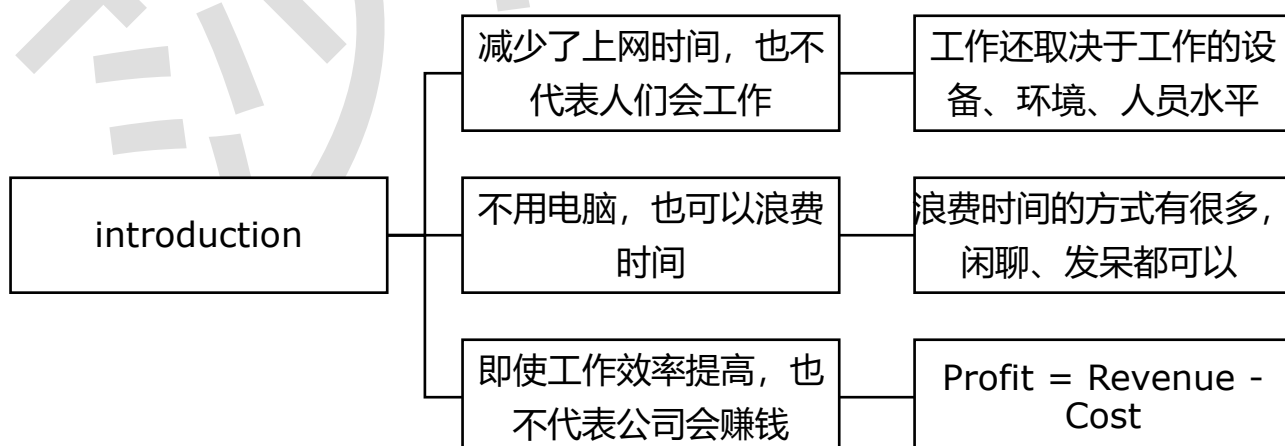 减少了上网时间，也不
代表人们会工作
工作还取决于工作的设
备、环境、人员水平
introduction
不用电脑，也可以浪费
时间
浪费时间的方式有很多，
闲聊、发呆都可以
即使工作效率提高，也
不代表公司会赚钱
Profit = Revenue -
Cost